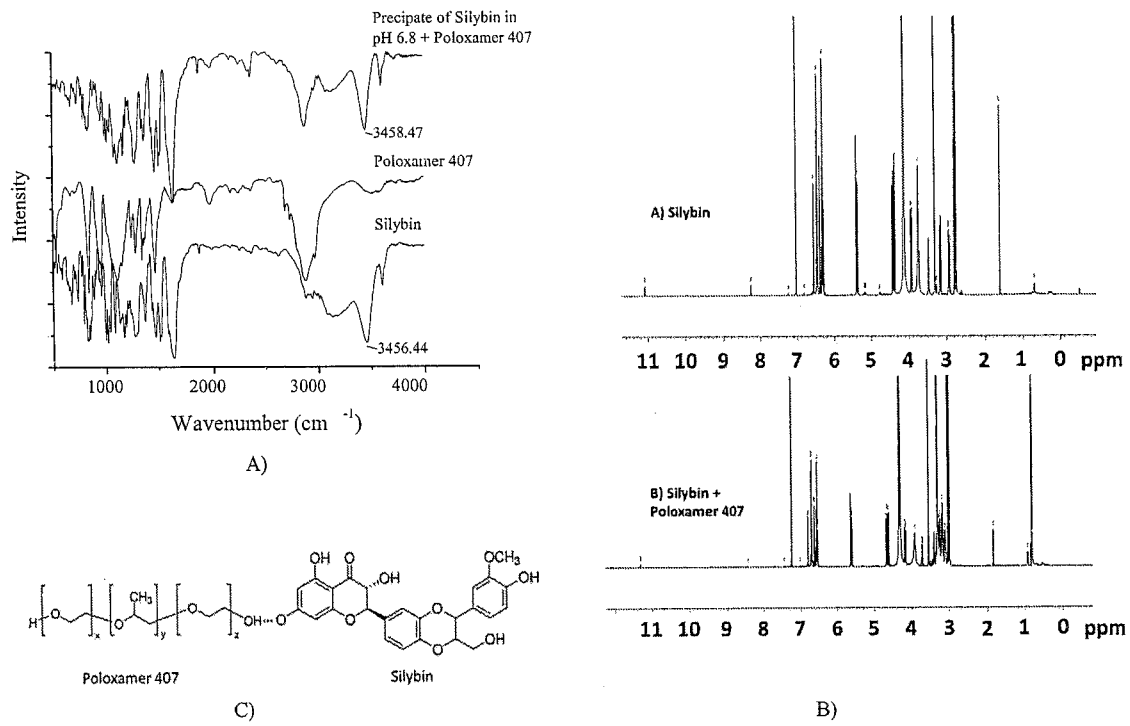 Precipate of Silybin in
pH 6.8 + Poloxamer 407
3458.47
Poloxamer 407
Silybin
3456.44
Intensity
1000 2000 3000 4000
Wavenumber (cm -1)
A)
A) Silybin
11 10 9 8 7 6 5 4 3 2 1 0 ppm
B) Silybin +
Poloxamer 407
11 10 9 8 7 6 5 4 3 2 1 0 ppm
B)
H O x CH3 O y O x OH O
OH O OH O O O OCH3 OH OH
Poloxamer 407
Silybin
C)